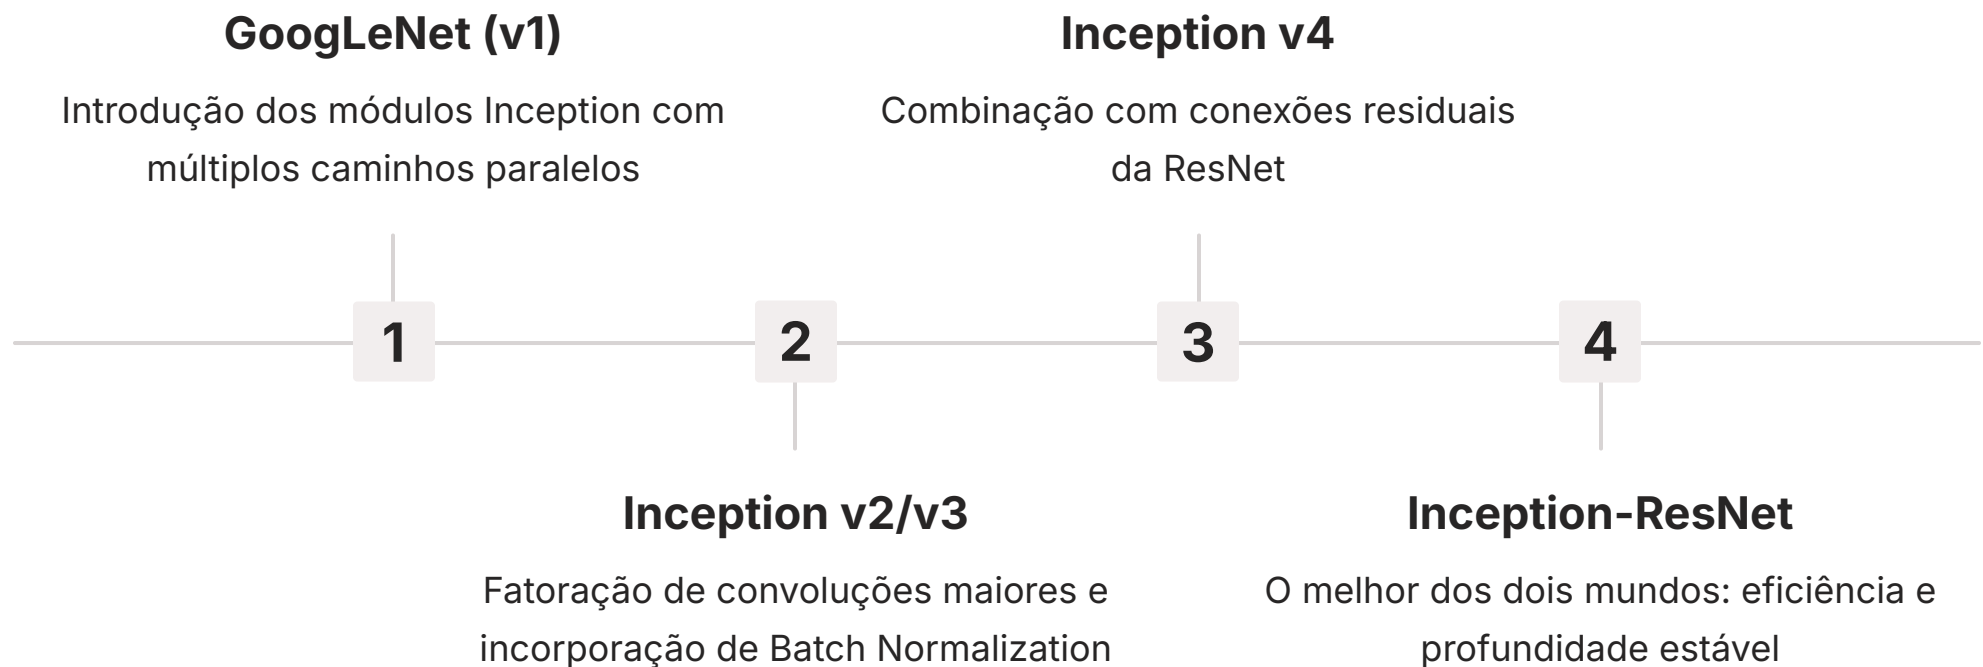 GoogLeNet (v1)
Introdução dos módulos Inception com
múltiplos caminhos paralelos
1
2
Inception v2/v3
Fatoração de convoluções maiores e
incorporação de Batch Normalization
Inception v4
Combinação com conexões residuais
da ResNet
3
4
Inception-ResNet
O melhor dos dois mundos: eficiência e
profundidade estável